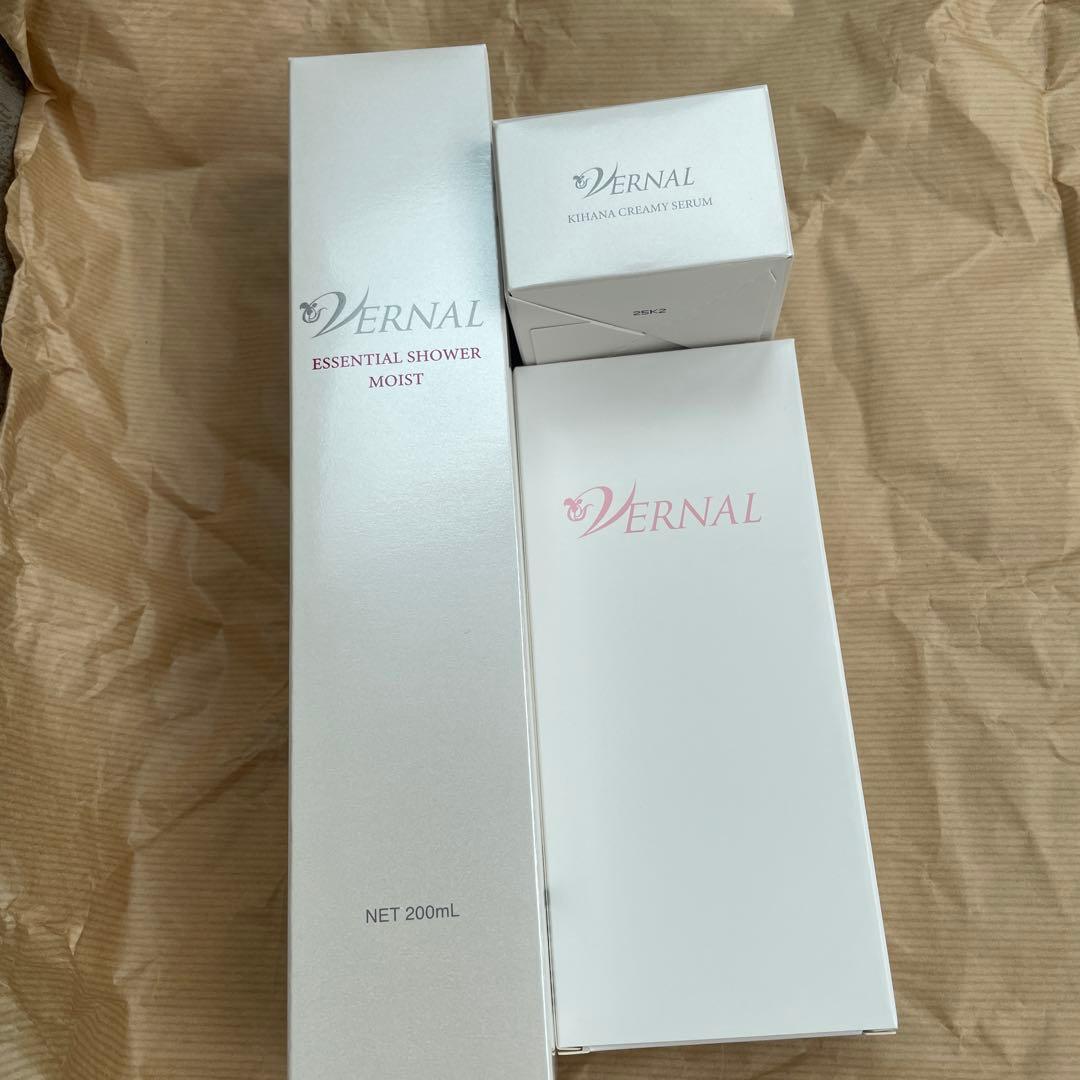 VERNAL
ESSENTIAL SHOWER
MOIST
NET 200mL
VERNAL
KIHANA CREAMY SERUM
25K2
VERNAL